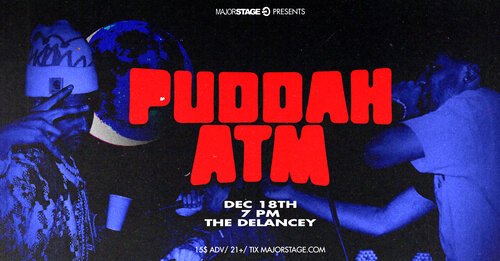 MAJORSTAGE PRESENTS
PUDDAH
ATM
DEC 18TH
7 PM
THE DELANCEY
15$ ADV/ 21+/ TIX MAJORSTAGE.COM